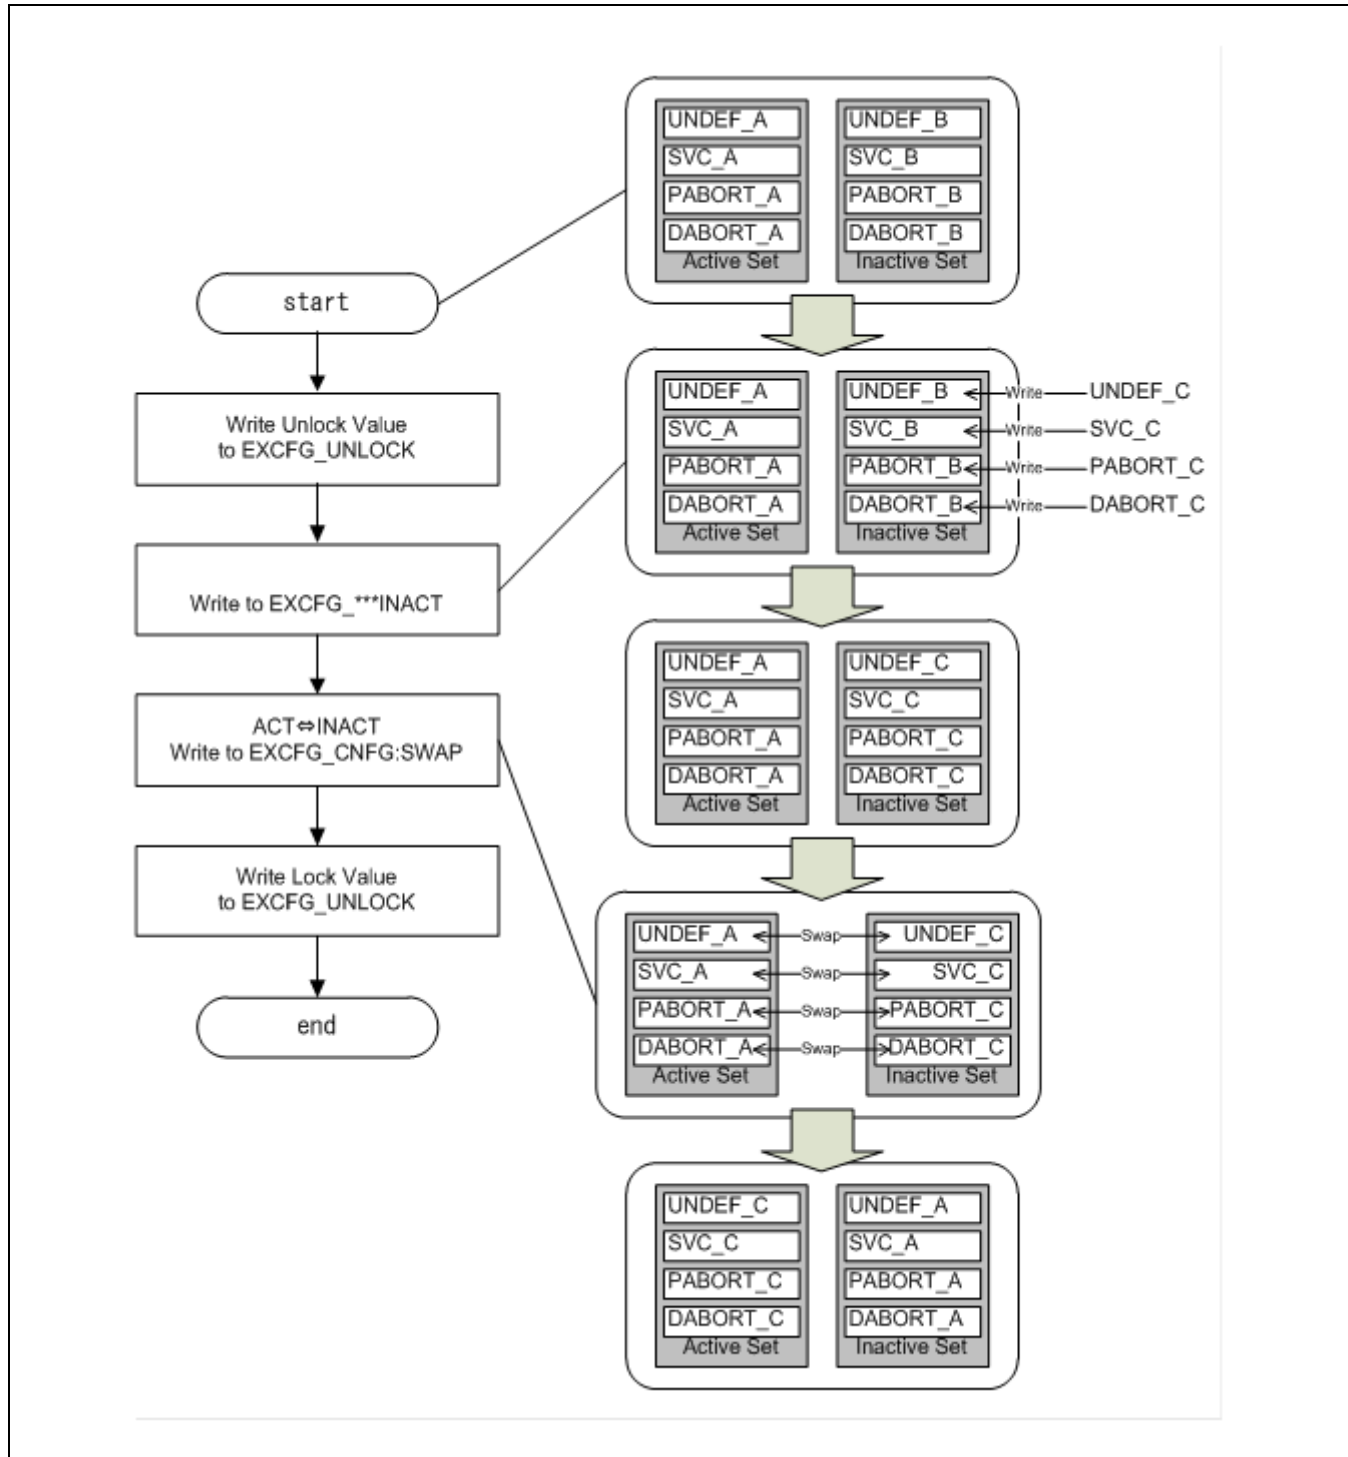 start
Write Unlock Value
to EXCFG_UNLOCK
Write to EXCFG_***INACT
ACT⇔INACT
Write to EXCFG_CNFG:SWAP
Write Lock Value
to EXCFG_UNLOCK
end
UNDEF_A
SVC_A
PABORT_A
DABORT_A
Active Set
UNDEF_B
SVC_B
PABORT_B
DABORT_B
Inactive Set
UNDEF_A
SVC_A
PABORT_A
DABORT_A
Active Set
UNDEF_B Write UNDEF_C
SVC_B Write SVC_C
PABORT_B Write PABORT_C
DABORT_B Write DABORT_C
Inactive Set
UNDEF_A
SVC_A
PABORT_A
DABORT_A
Active Set
UNDEF_C
SVC_C
PABORT_C
DABORT_C
Inactive Set
UNDEF_A Swap UNDEF_C
SVC_A Swap SVC_C
PABORT_A Swap PABORT_C
DABORT_A Swap DABORT_C
Active Set Inactive Set
UNDEF_C
SVC_C
PABORT_C
DABORT_C
Active Set
UNDEF_A
SVC_A
PABORT_A
DABORT_A
Inactive Set